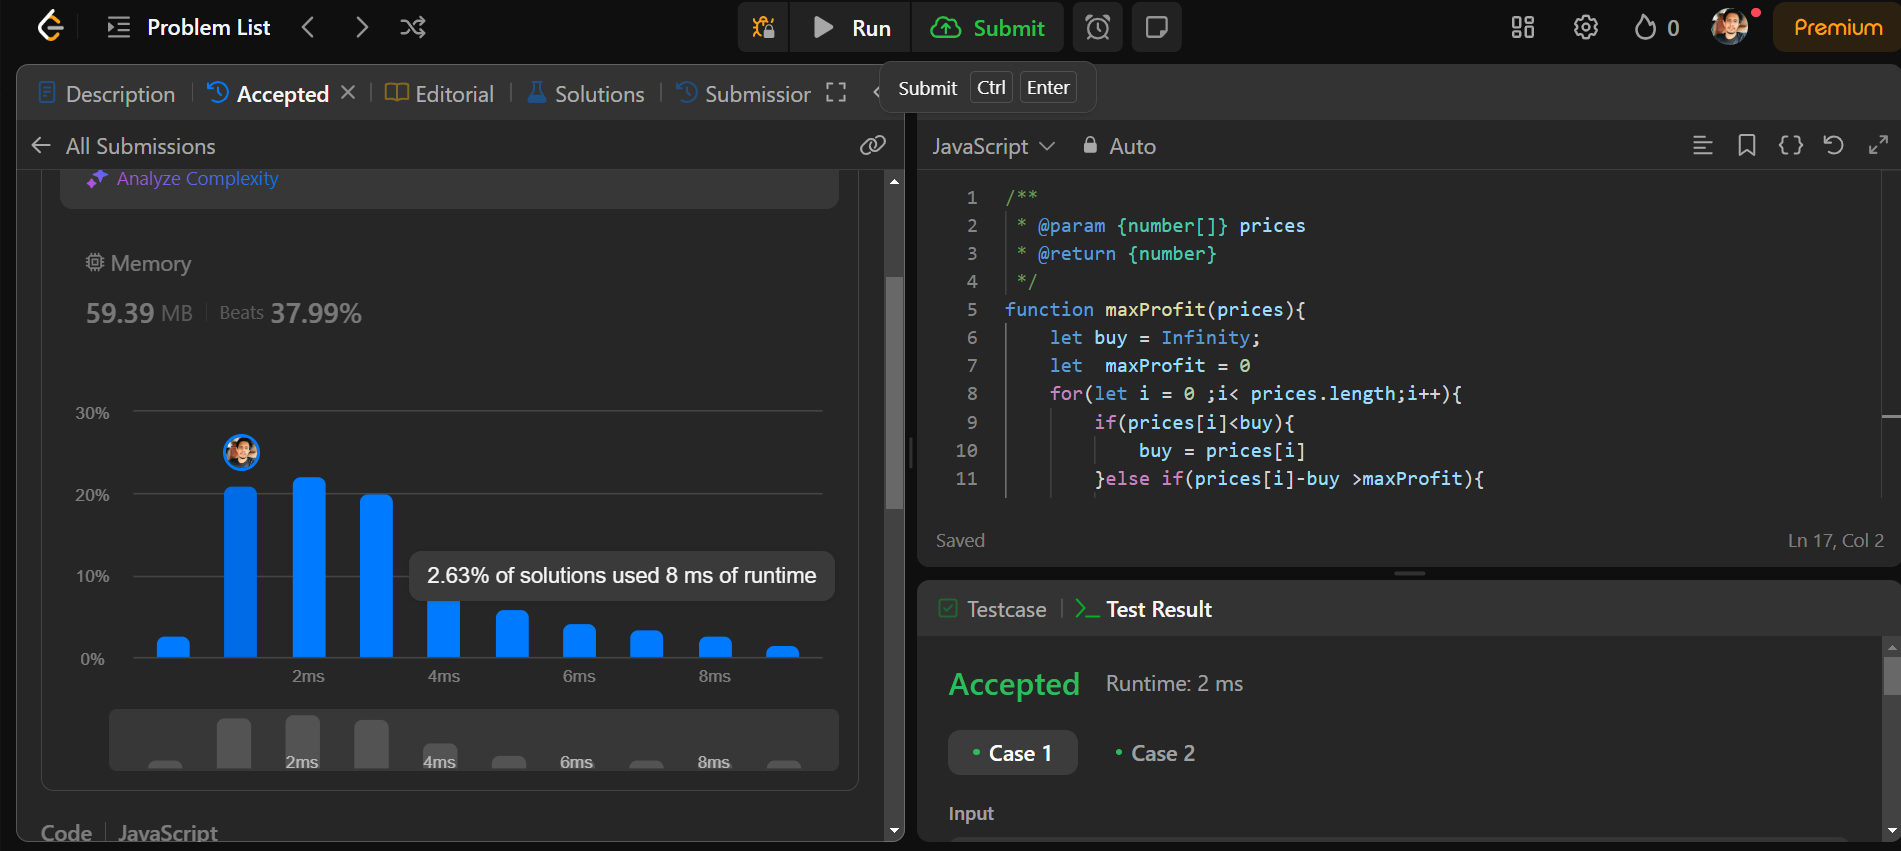 Problem List
Run
Submit
0
Premium
Description
Accepted
Editorial
Solutions
Submission
Submit Ctrl Enter
All Submissions
Analyze Complexity
Memory
59.39 MB Beats 37.99%
30%
20%
10%
0%
2.63% of solutions used 8 ms of runtime
2ms 4ms 6ms 8ms
2ms 4ms 6ms 8ms
Code JavaScript
JavaScript Auto
1 /**
2 * @param {number[]} prices
3 * @return {number}
4 */
5 function maxProfit(prices){
6 let buy = Infinity;
7 let  maxProfit = 0
8 for(let i = 0 ;i< prices.length;i++){
9 if(prices[i]<buy){
10 buy = prices[i]
11 }else if(prices[i]-buy >maxProfit){
Saved
Ln 17, Col 2
Testcase
Test Result
Accepted Runtime: 2 ms
Case 1
Case 2
Input